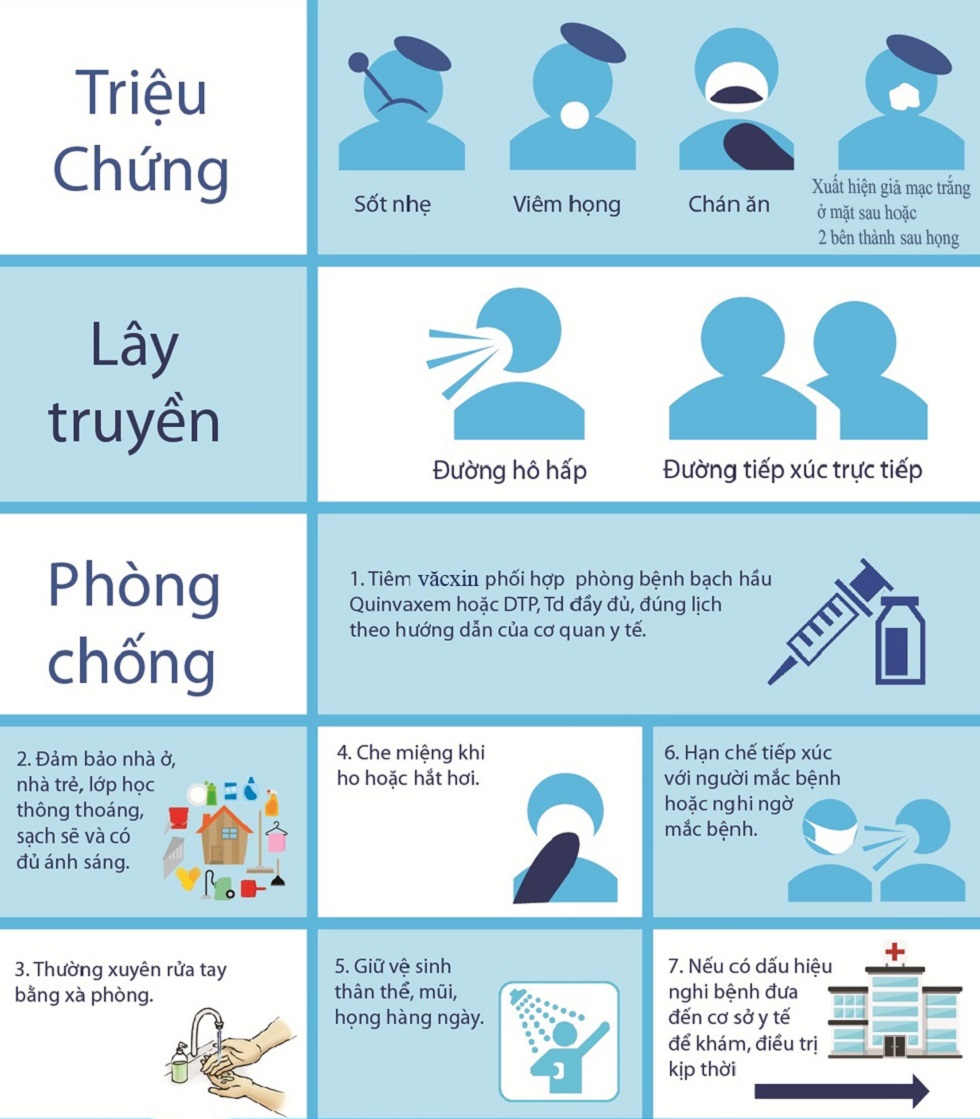 Triệu
Chứng
Sốt nhẹ
Viêm họng
Chán ăn
Xuất hiện giả mạc trắng
ở mặt sau hoặc
2 bên thành sau họng
Lây
truyền
Đường hô hấp
Đường tiếp xúc trực tiếp
Phòng
chống
1. Tiêm văcxin phối hợp phòng bệnh bạch hầu
Quinvaxem hoặc DTP, Td đầy đủ, đúng lịch
theo hướng dẫn của cơ quan y tế.
2. Đảm bảo nhà ở,
nhà trẻ, lớp học
thông thoáng,
sạch sẽ và có
đủ ánh sáng.
3. Thường xuyên rửa tay
bằng xà phòng.
4. Che miệng khi
ho hoặc hắt hơi.
5. Giữ vệ sinh
thân thể, mũi,
họng hàng ngày.
6. Hạn chế tiếp xúc
với người mắc bệnh
hoặc nghi ngờ
mắc bệnh.
7. Nếu có dấu hiệu
nghi bệnh đưa
đến cơ sở y tế
để khám, điều trị
kịp thời